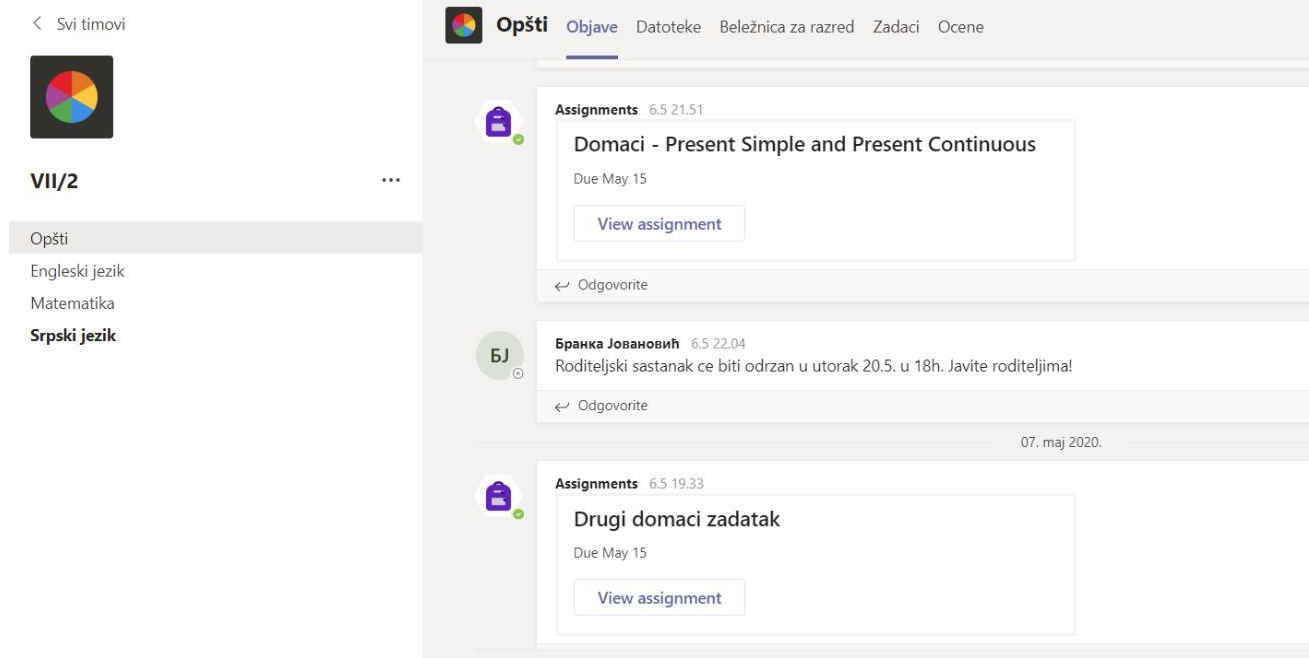 Svi timovi
VII/2
...
Opšti
Engleski jezik
Matematika
Srpski jezik
Opšti Objave Datoteke Beležnica za razred Zadaci Ocene
Assignments 6.5 21.51
Domaci - Present Simple and Present Continuous
Due May 15
View assignment
Odgovorite
БЈ
Бранка Јовановић 6.5 22.04
Roditeljski sastanak ce biti odrzan u utorak 20.5. u 18h. Javite roditeljima!
Odgovorite
07. maj 2020.
Assignments 6.5 19.33
Drugi domaci zadatak
Due May 15
View assignment